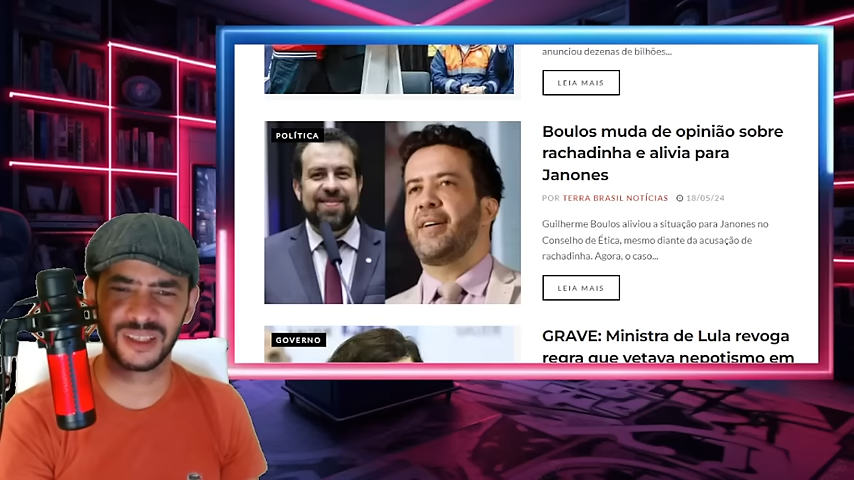 anunciou dezenas de bilhões...
LEIA MAIS
POLÍTICA
Boulos muda de opinião sobre
rachadinha e alivia para
Janones
POR TERRA BRASIL NOTÍCIAS 18/05/24
Guilherme Boulos aliviou a situação para Janones no
Conselho de Ética, mesmo diante da acusação de
rachadinha. Agora, o caso...
LEIA MAIS
GOVERNO
GRAVE: Ministra de Lula revoga
regra que vetava nepotismo em